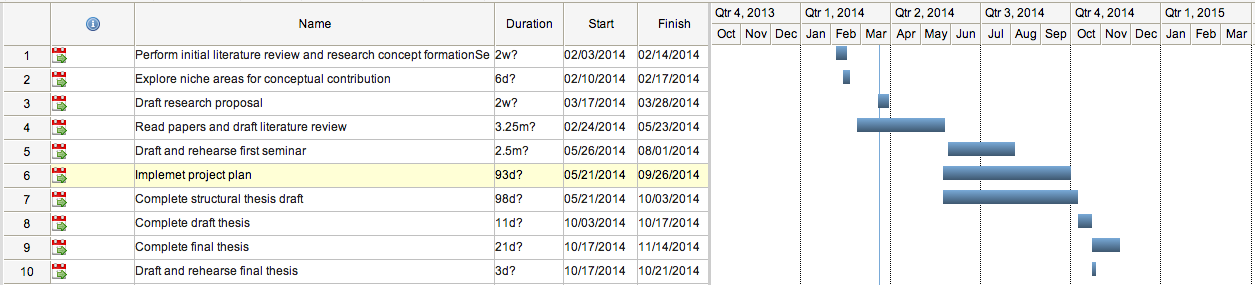 Name Duration Start Finish Qtr 4, 2013 Qtr 1, 2014 Qtr 2, 2014 Qtr 3, 2014 Qtr 4, 2014 Qtr 1, 2015
Oct Nov Dec Jan Feb Mar Apr May Jun Jul Aug Sep Oct Nov Dec Jan Feb Mar
1 Perform initial literature review and research concept formationSe 2w? 02/03/2014 02/14/2014
2 Explore niche areas for conceptual contribution 6d? 02/10/2014 02/17/2014
3 Draft research proposal 2w? 03/17/2014 03/28/2014
4 Read papers and draft literature review 3.25m? 02/24/2014 05/23/2014
5 Draft and rehearse first seminar 2.5m? 05/26/2014 08/01/2014
6 Implemet project plan 93d? 05/21/2014 09/26/2014
7 Complete structural thesis draft 98d? 05/21/2014 10/03/2014
8 Complete draft thesis 11d? 10/03/2014 10/17/2014
9 Complete final thesis 21d? 10/17/2014 11/14/2014
10 Draft and rehearse final thesis 3d? 10/17/2014 10/21/2014